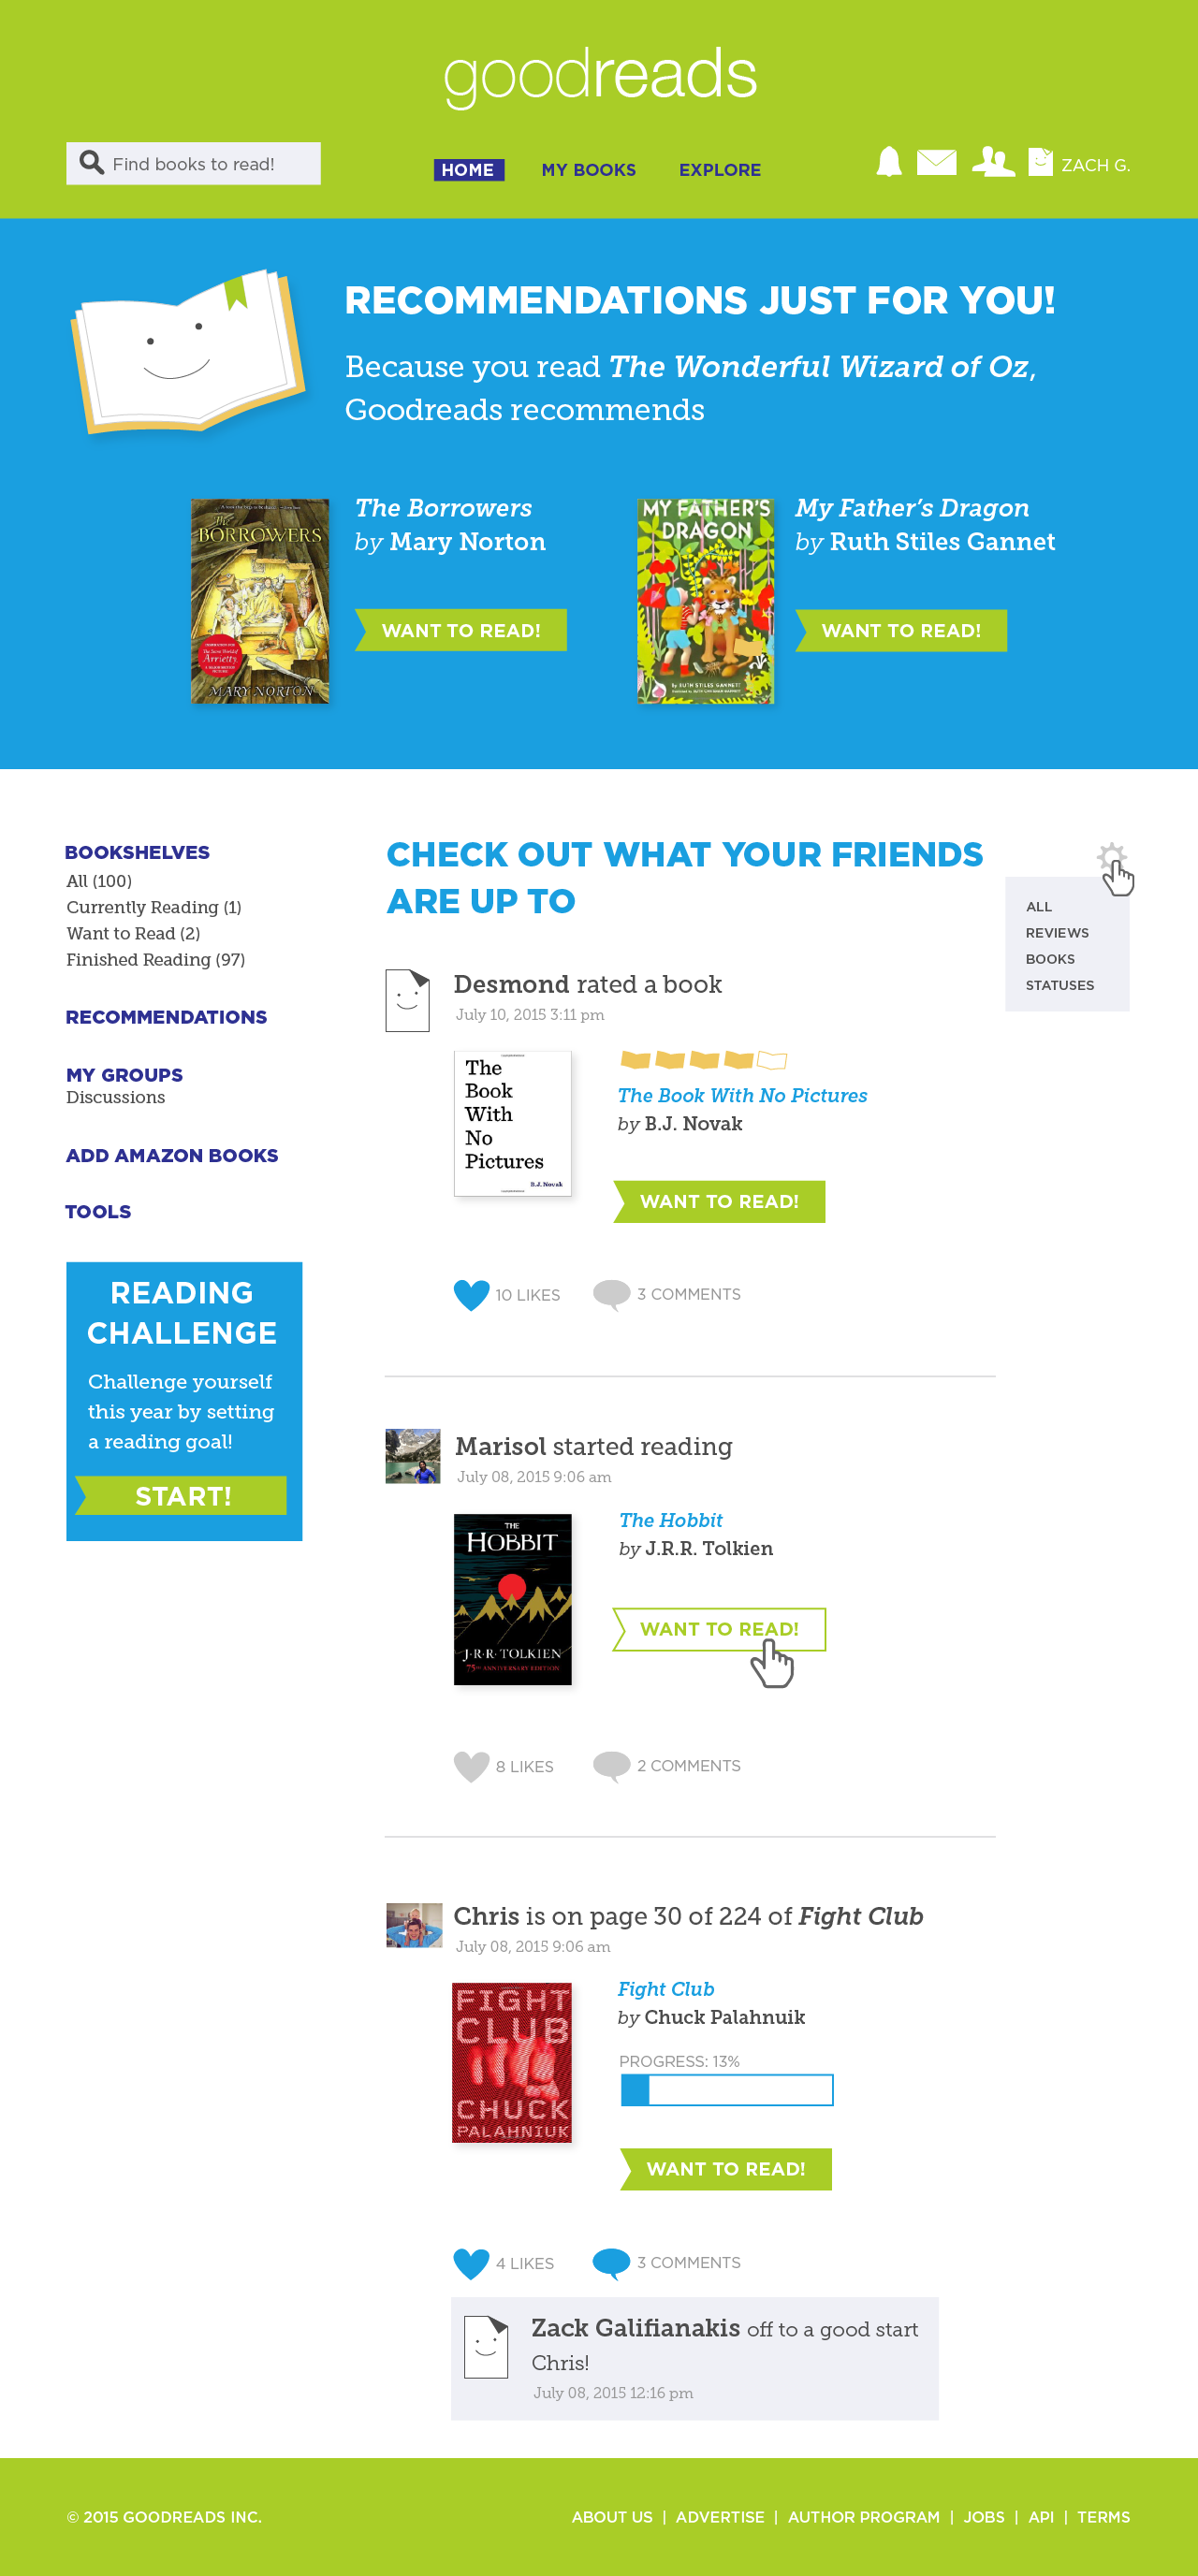 goodreads
Find books to read!
HOME MY BOOKS EXPLORE
ZACH G.
RECOMMENDATIONS JUST FOR YOU!
Because you read The Wonderful Wizard of Oz,
Goodreads recommends
The
BORROWERS
Arrietty
MARY NORTON
The Borrowers
by Mary Norton
WANT TO READ!
MY FATHER'S
DRAGON
by RUTH STILES GANNETT
My Father's Dragon
by Ruth Stiles Gannet
WANT TO READ!
BOOKSHELVES
All (100)
Currently Reading (1)
Want to Read (2)
Finished Reading (97)
RECOMMENDATIONS
MY GROUPS
Discussions
ADD AMAZON BOOKS
TOOLS
READING
CHALLENGE
Challenge yourself
this year by setting
a reading goal!
START!
CHECK OUT WHAT YOUR FRIENDS
ARE UP TO
ALL
REVIEWS
BOOKS
STATUSES
Desmond rated a book
July 10, 2015 3:11 pm
The
Book
With
No
Pictures
B.J. Novak
The Book With No Pictures
by B.J. Novak
WANT TO READ!
10 LIKES 3 COMMENTS
Marisol started reading
July 08, 2015 9:06 am
THE
HOBBIT
J·R·R·TOLKIEN
75TH ANNIVERSARY EDITION
The Hobbit
by J.R.R. Tolkien
WANT TO READ!
8 LIKES 2 COMMENTS
Chris is on page 30 of 224 of Fight Club
July 08, 2015 9:06 am
FIGHT
CLUB
CHUCK
PALAHNIUK
Fight Club
by Chuck Palahnuik
PROGRESS: 13%
WANT TO READ!
4 LIKES 3 COMMENTS
Zack Galifianakis off to a good start
Chris!
July 08, 2015 12:16 pm
© 2015 GOODREADS INC.
ABOUT US | ADVERTISE | AUTHOR PROGRAM | JOBS | API | TERMS